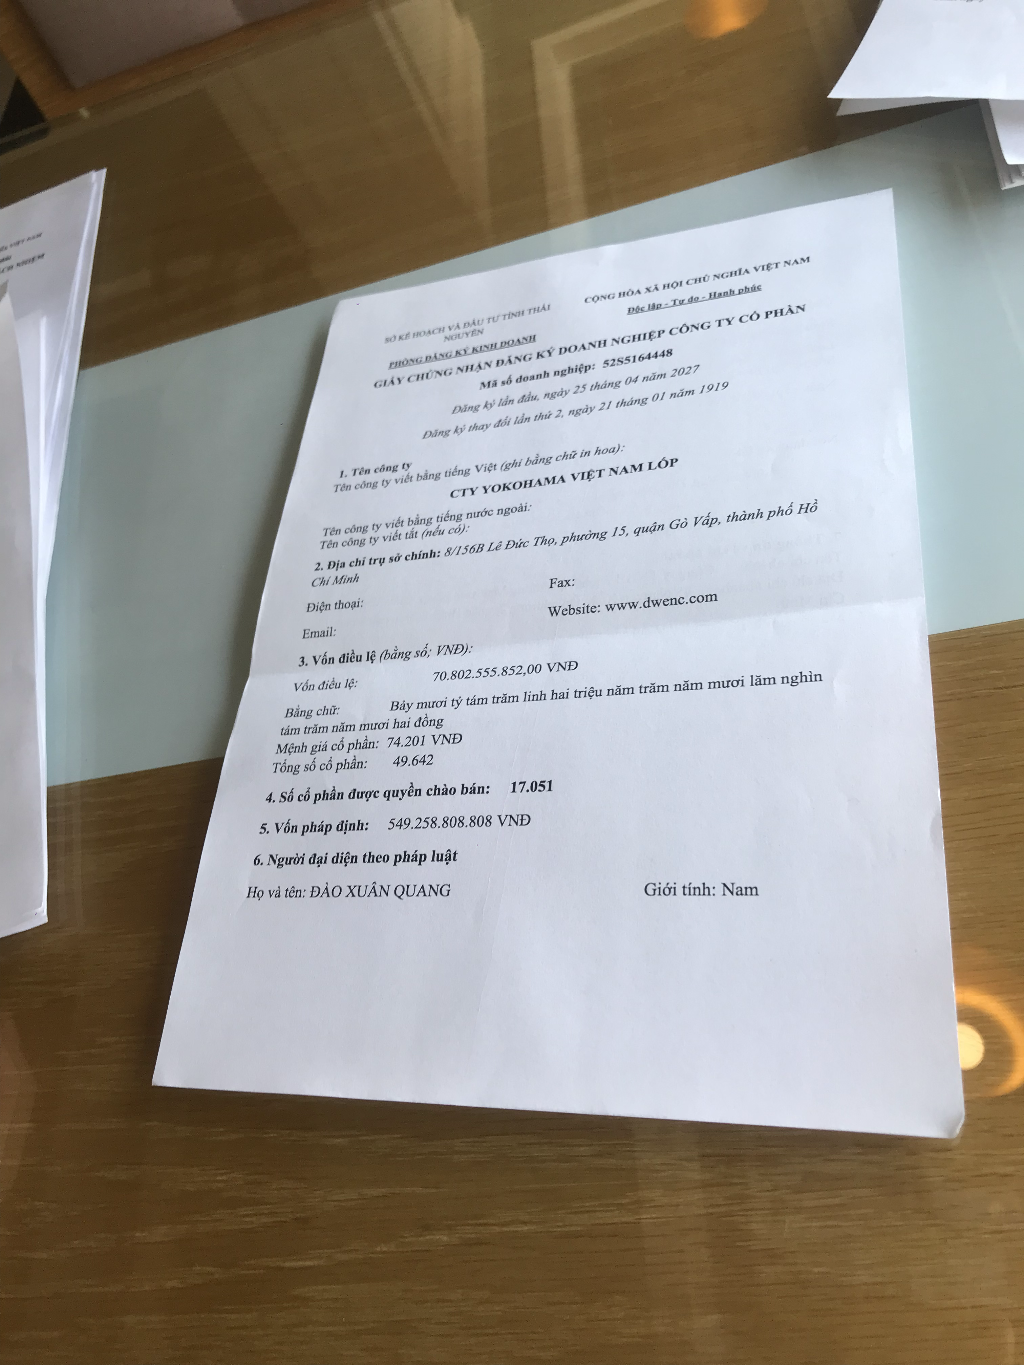 SỞ KẾ HOẠCH VÀ ĐẦU TƯ TỈNH THÁI
NGUYÊN
PHÒNG ĐĂNG KÝ KINH DOANH
CỘNG HÒA XÃ HỘI CHỦ NGHĨA VIỆT NAM
Độc lập - Tự do - Hạnh phúc
GIẤY CHỨNG NHẬN ĐĂNG KÝ DOANH NGHIỆP CÔNG TY CỔ PHẦN
Mã số doanh nghiệp: 52S5164448
Đăng ký lần đầu, ngày 25 tháng 04 năm 2027
Đăng ký thay đổi lần thứ 2, ngày 21 tháng 01 năm 1919
1. Tên công ty
Tên công ty viết bằng tiếng Việt (ghi bằng chữ in hoa):
CTY YOKOHAMA VIỆT NAM LỐP
Tên công ty viết bằng tiếng nước ngoài:
Tên công ty viết tắt (nếu có):
2. Địa chỉ trụ sở chính: 8/156B Lê Đức Thọ, phường 15, quận Gò Vấp, thành phố Hồ
Chí Minh
Điện thoại: Fax:
Email: Website: www.dwenc.com
3. Vốn điều lệ (bằng số; VNĐ):
Vốn điều lệ: 70.802.555.852,00 VNĐ
Bằng chữ: Bảy mươi tỷ tám trăm linh hai triệu năm trăm năm mươi lăm nghìn
tám trăm năm mươi hai đồng
Mệnh giá cổ phần: 74.201 VNĐ
Tổng số cổ phần: 49.642
4. Số cổ phần được quyền chào bán: 17.051
5. Vốn pháp định: 549.258.808.808 VNĐ
6. Người đại diện theo pháp luật
Họ và tên: ĐÀO XUÂN QUANG Giới tính: Nam